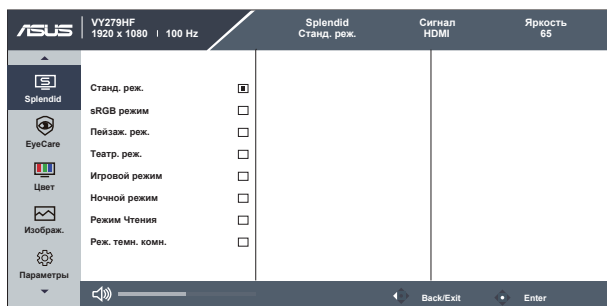 ASUS
VY279HF
1920 x 1080 | 100 Hz
Splendid
Станд. реж.
Сигнал
HDMI
Яркость
65
Splendid
EyeCare
Цвет
Изображ.
Параметры
Станд. реж.
sRGB режим
Пейзаж. реж.
Театр. реж.
Игровой режим
Ночной режим
Режим Чтения
Реж. темн. комн.
Back/Exit
Enter